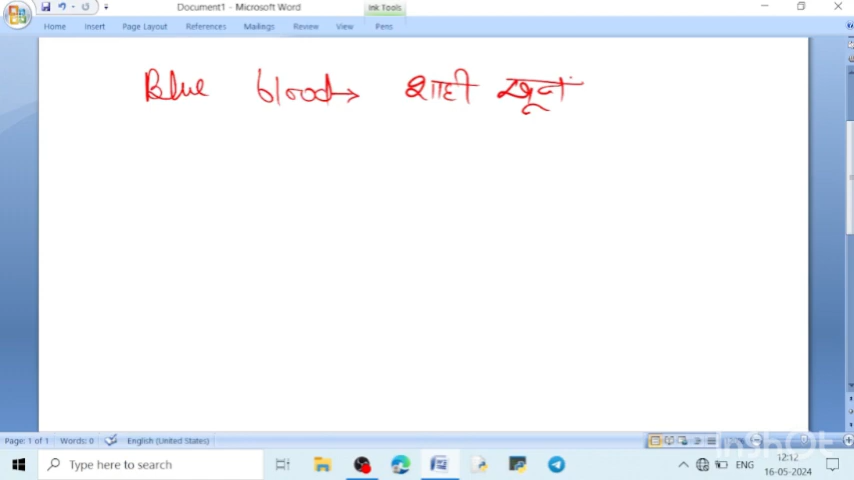 Document1 - Microsoft Word
Ink Tools
Home Insert Page Layout References Mailings Review View Pens
Blue blood → शाही खून
Page: 1 of 1 Words: 0 English (United States)
InShOt
Type here to search
ENG
12:12
16-05-2024